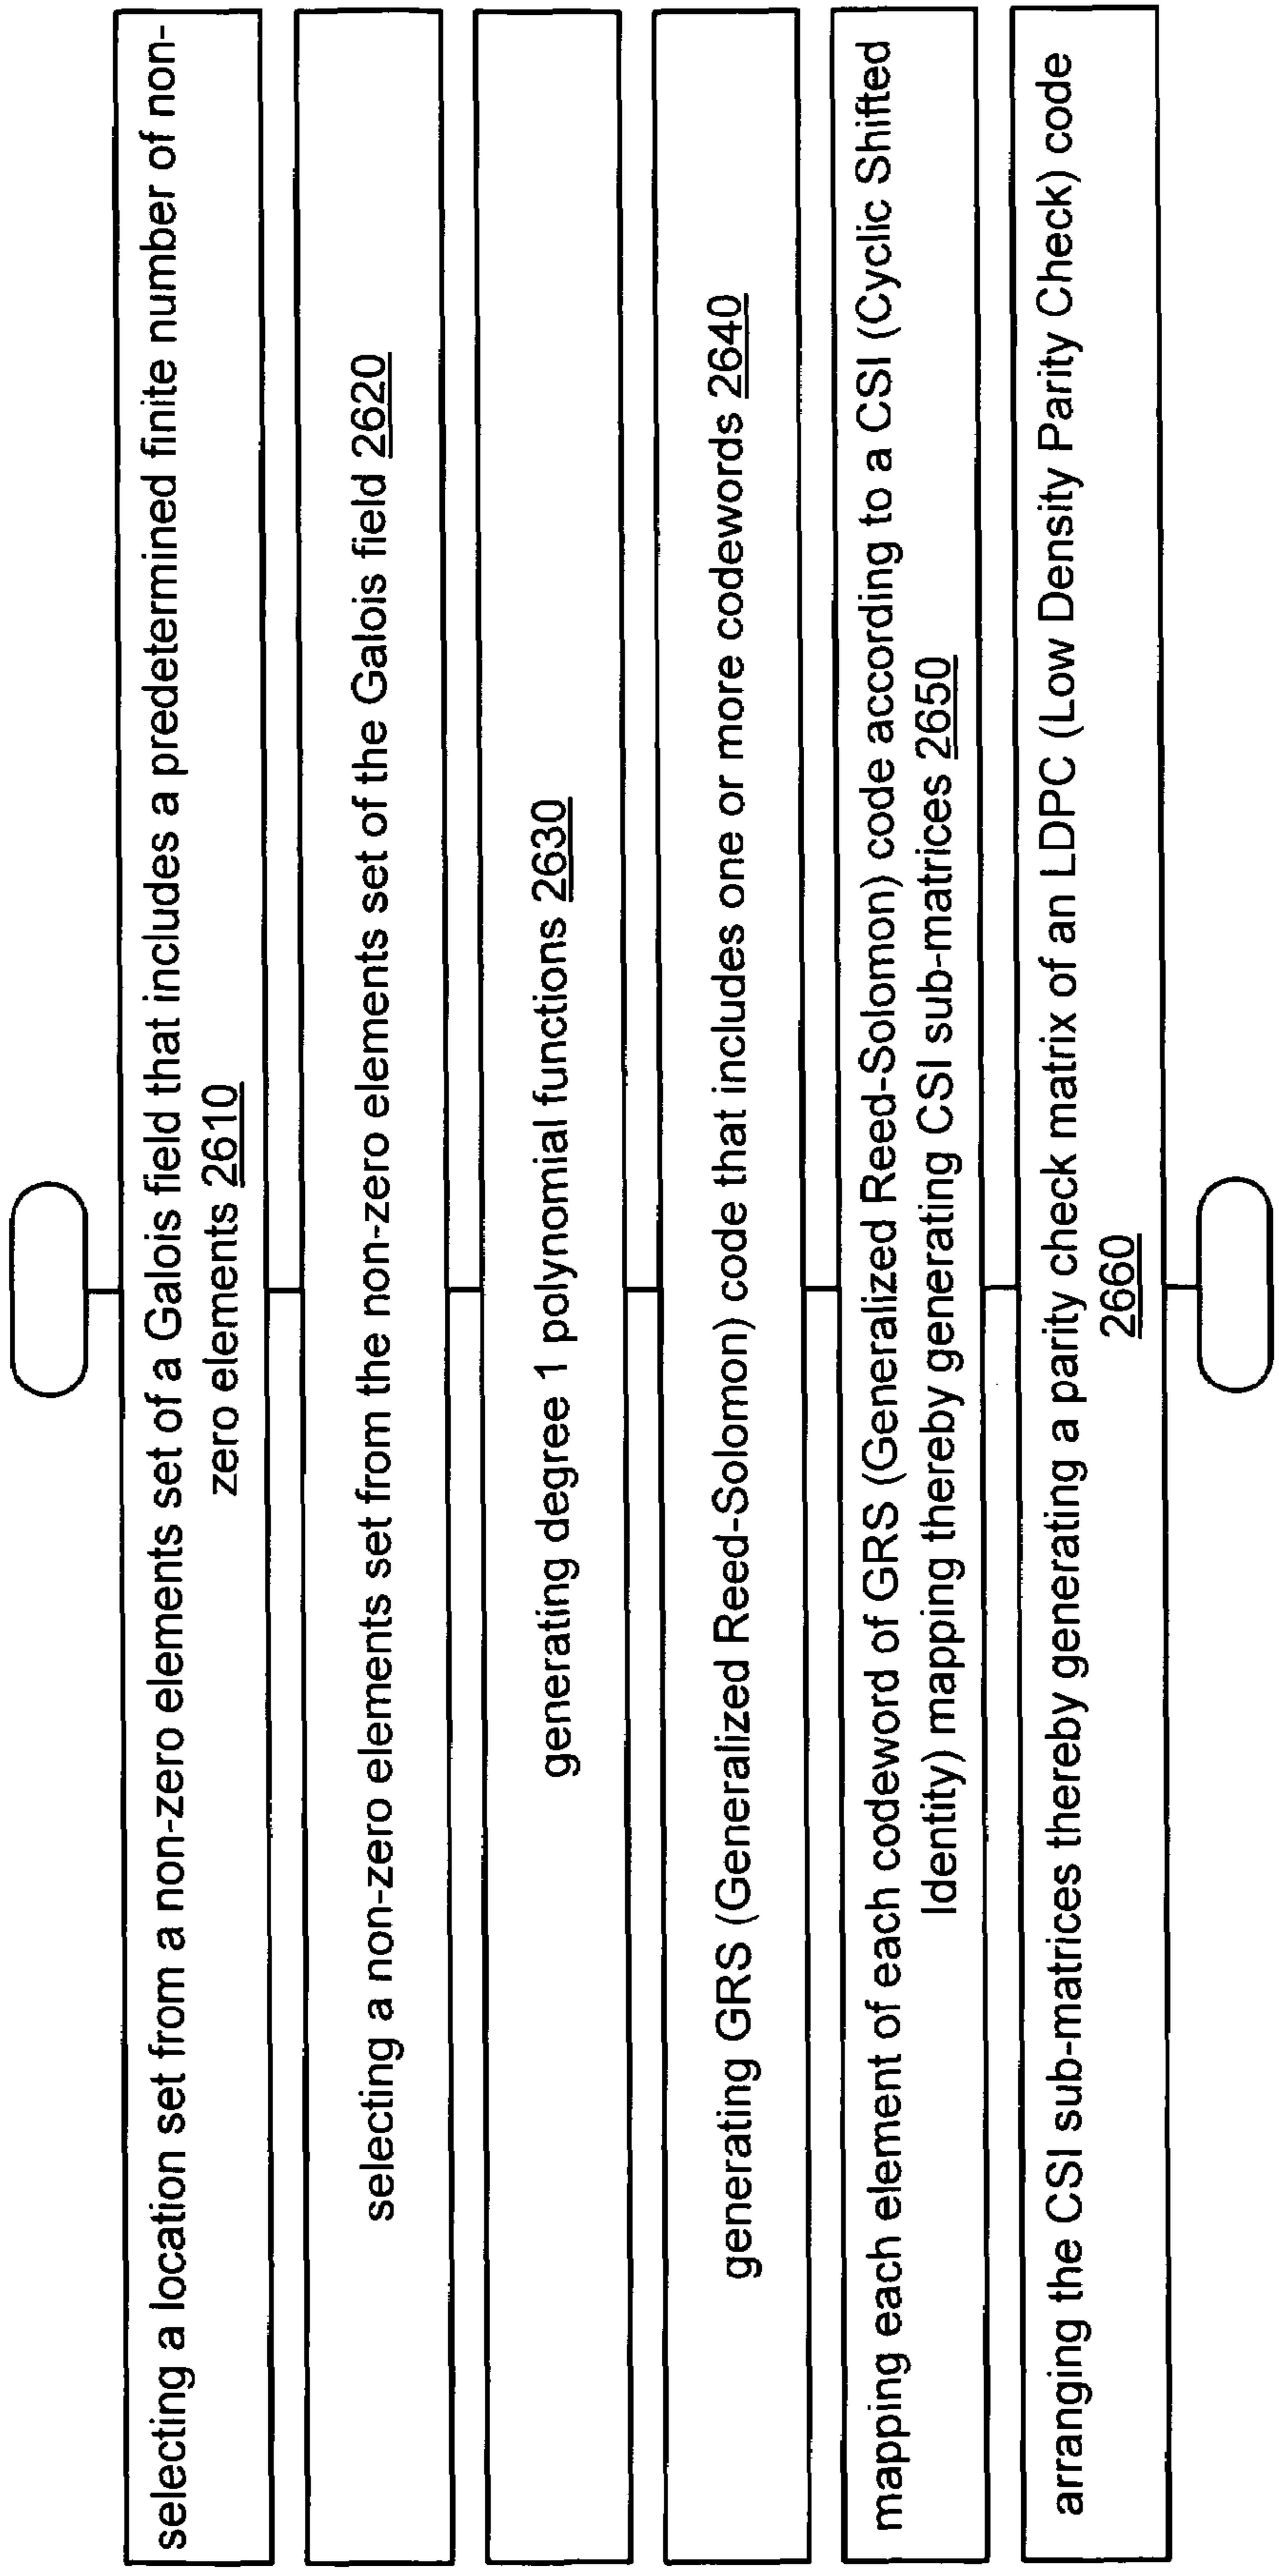 selecting a location set from a non-zero elements set of a Galois field that includes a predetermined finite number of non-
zero elements 2610
selecting a non-zero elements set from the non-zero elements set of the Galois field 2620
generating degree 1 polynomial functions 2630
generating GRS (Generalized Reed-Solomon) code that includes one or more codewords 2640
mapping each element of each codeword of GRS (Generalized Reed-Solomon) code according to a CSI (Cyclic Shifted
Identity) mapping thereby generating CSI sub-matrices 2650
arranging the CSI sub-matrices thereby generating a parity check matrix of an LDPC (Low Density Parity Check) code
2660